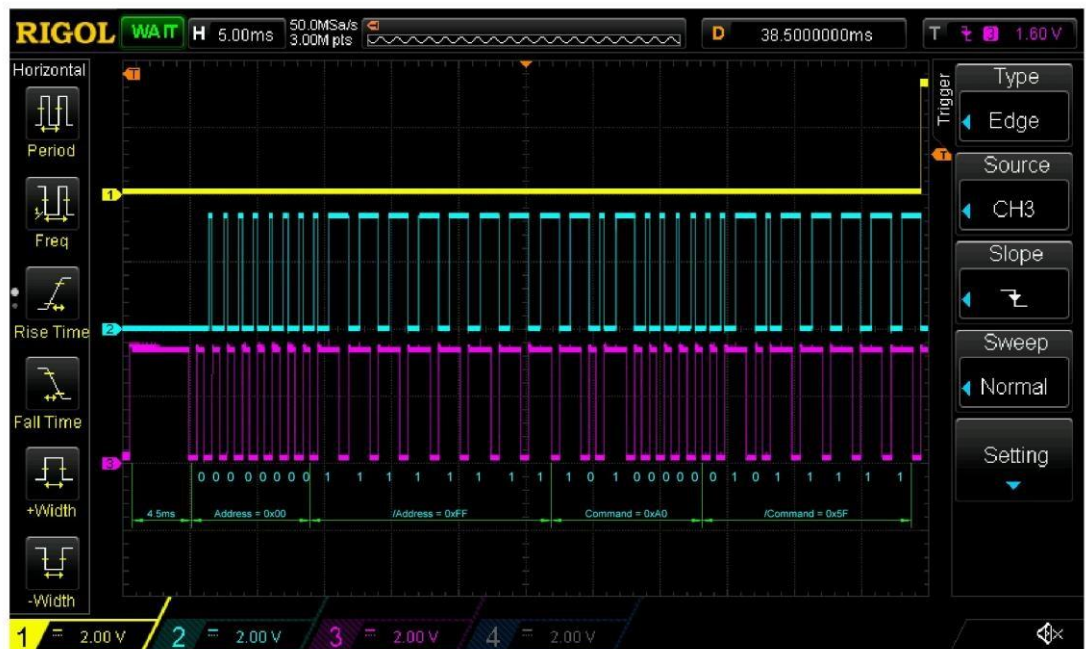 RIGOL WAIT H 5.00ms 50.0MSa/s D 38.5000000ms T 3 1.60 V
3.00M pts
Horizontal
Period
Freq
Rise Time
Fall Time
+Width
-Width
T
T
1
2
3
0 0 0 0 0 0 0 0 1 1 1 1 1 1 1 1 1 0 1 0 0 0 0 0 0 1 0 1 1 1 1 1
4.5ms Address = 0x00 /Address = 0xFF Command = 0xA0 /Command = 0x5F
Trigger
Type
Edge
Source
CH3
Slope
Sweep
Normal
Setting
1 = 2.00 V 2 = 2.00 V 3 = 2.00 V 4 = 2.00 V